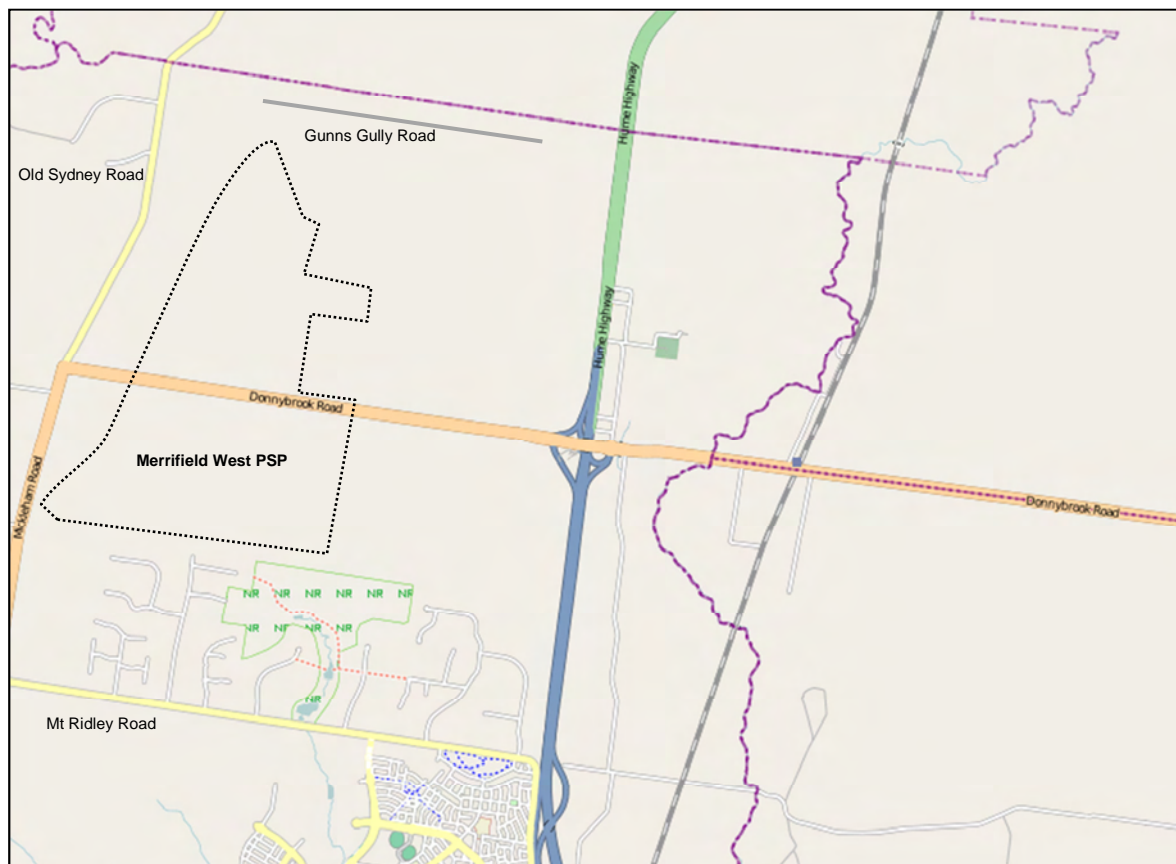 Hume Highway
Gunns Gully Road
Old Sydney Road
Hume Highway
Donnybrook Road
Merrifield West PSP
Mickleham Road
Donnybrook Road
NR NR NR NR NR NR
NR NR NR NR
NR
Mt Ridley Road